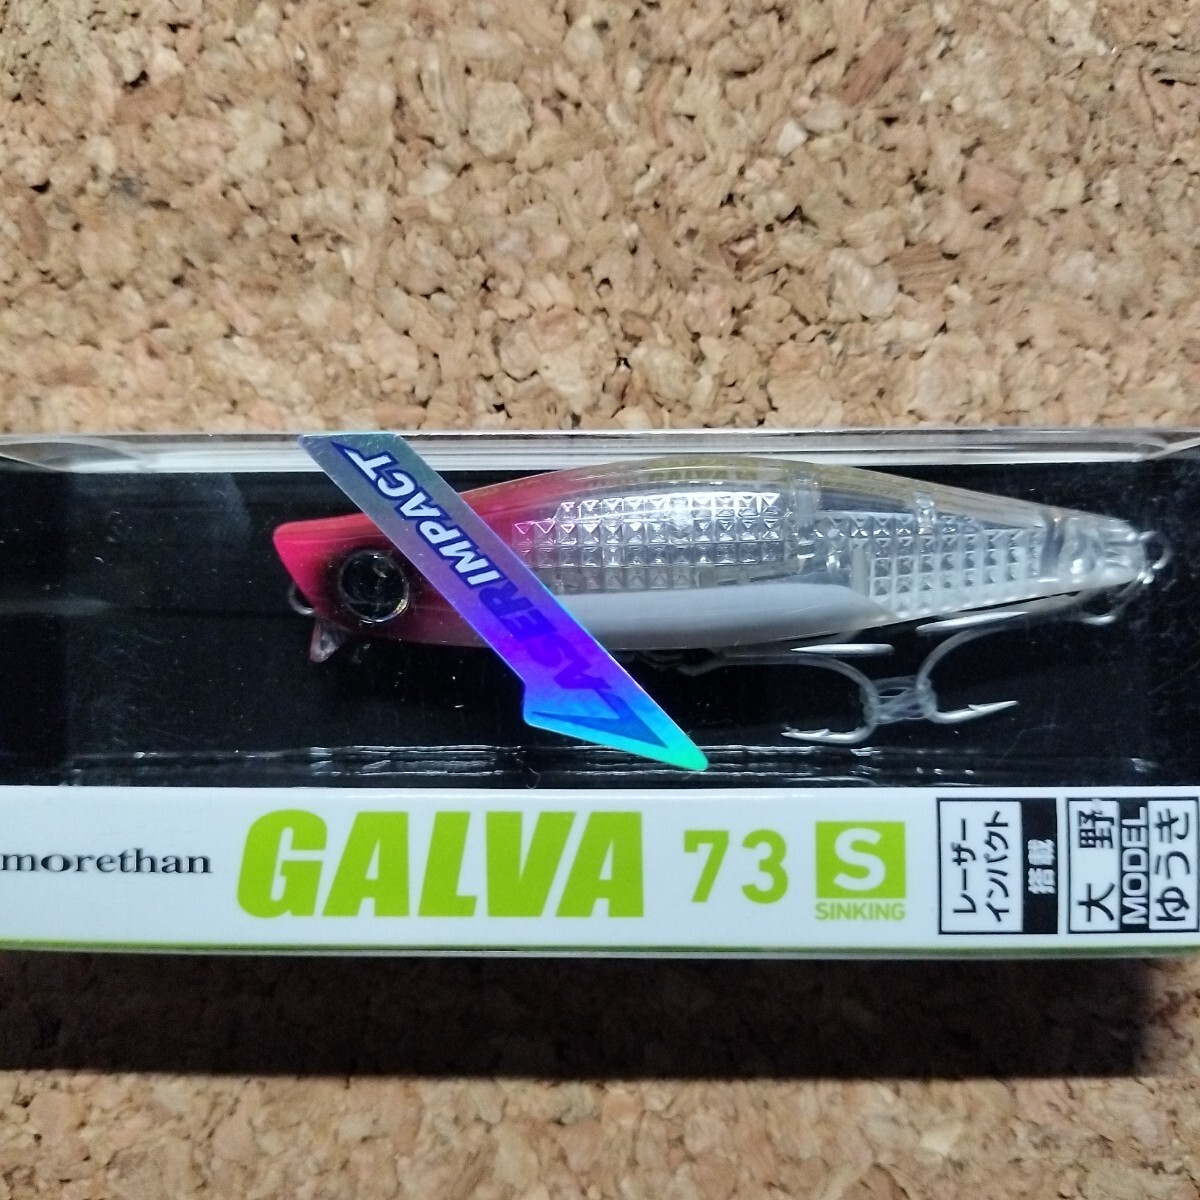 LASER IMPACT
morethan GALVA 73 S
SINKING
レーザー
インパクト
搭載
大野
MODEL
ゆうき